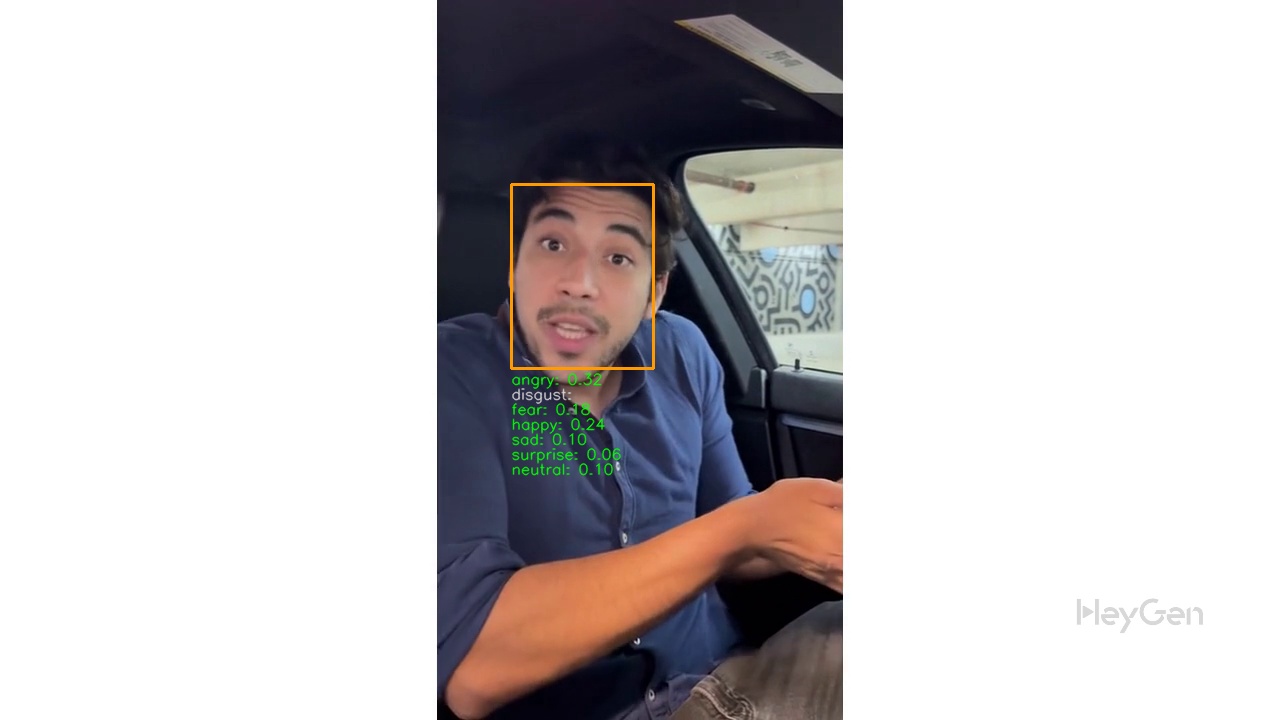 angry: 0.32
disgust:
fear: 0.18
happy: 0.24
sad: 0.10
surprise: 0.06
neutral: 0.10
HeyGen